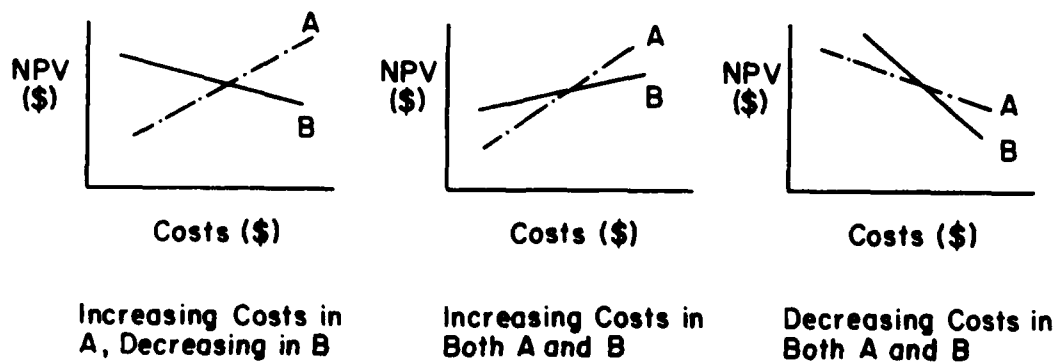 NPV
($)
A
B
Costs ($)
Increasing Costs in
A, Decreasing in B
NPV
($)
A
B
Costs ($)
Increasing Costs in
Both A and B
NPV
($)
A
B
Costs ($)
Decreasing Costs in
Both A and B